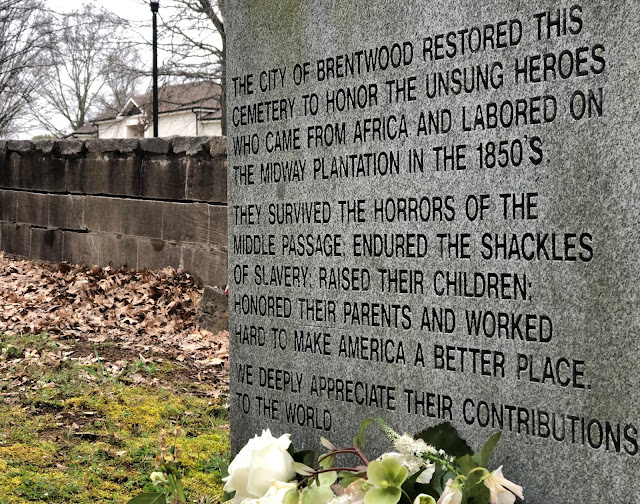 THE CITY OF BRENTWOOD RESTORED THIS
CEMETERY TO HONOR THE UNSUNG HEROES
WHO CAME FROM AFRICA AND LABORED ON
THE MIDWAY PLANTATION IN THE 1850'S.
THEY SURVIVED THE HORRORS OF THE
MIDDLE PASSAGE; ENDURED THE SHACKLES
OF SLAVERY; RAISED THEIR CHILDREN;
HONORED THEIR PARENTS AND WORKED
HARD TO MAKE AMERICA A BETTER PLACE.
WE DEEPLY APPRECIATE THEIR CONTRIBUTIONS
TO THE WORLD